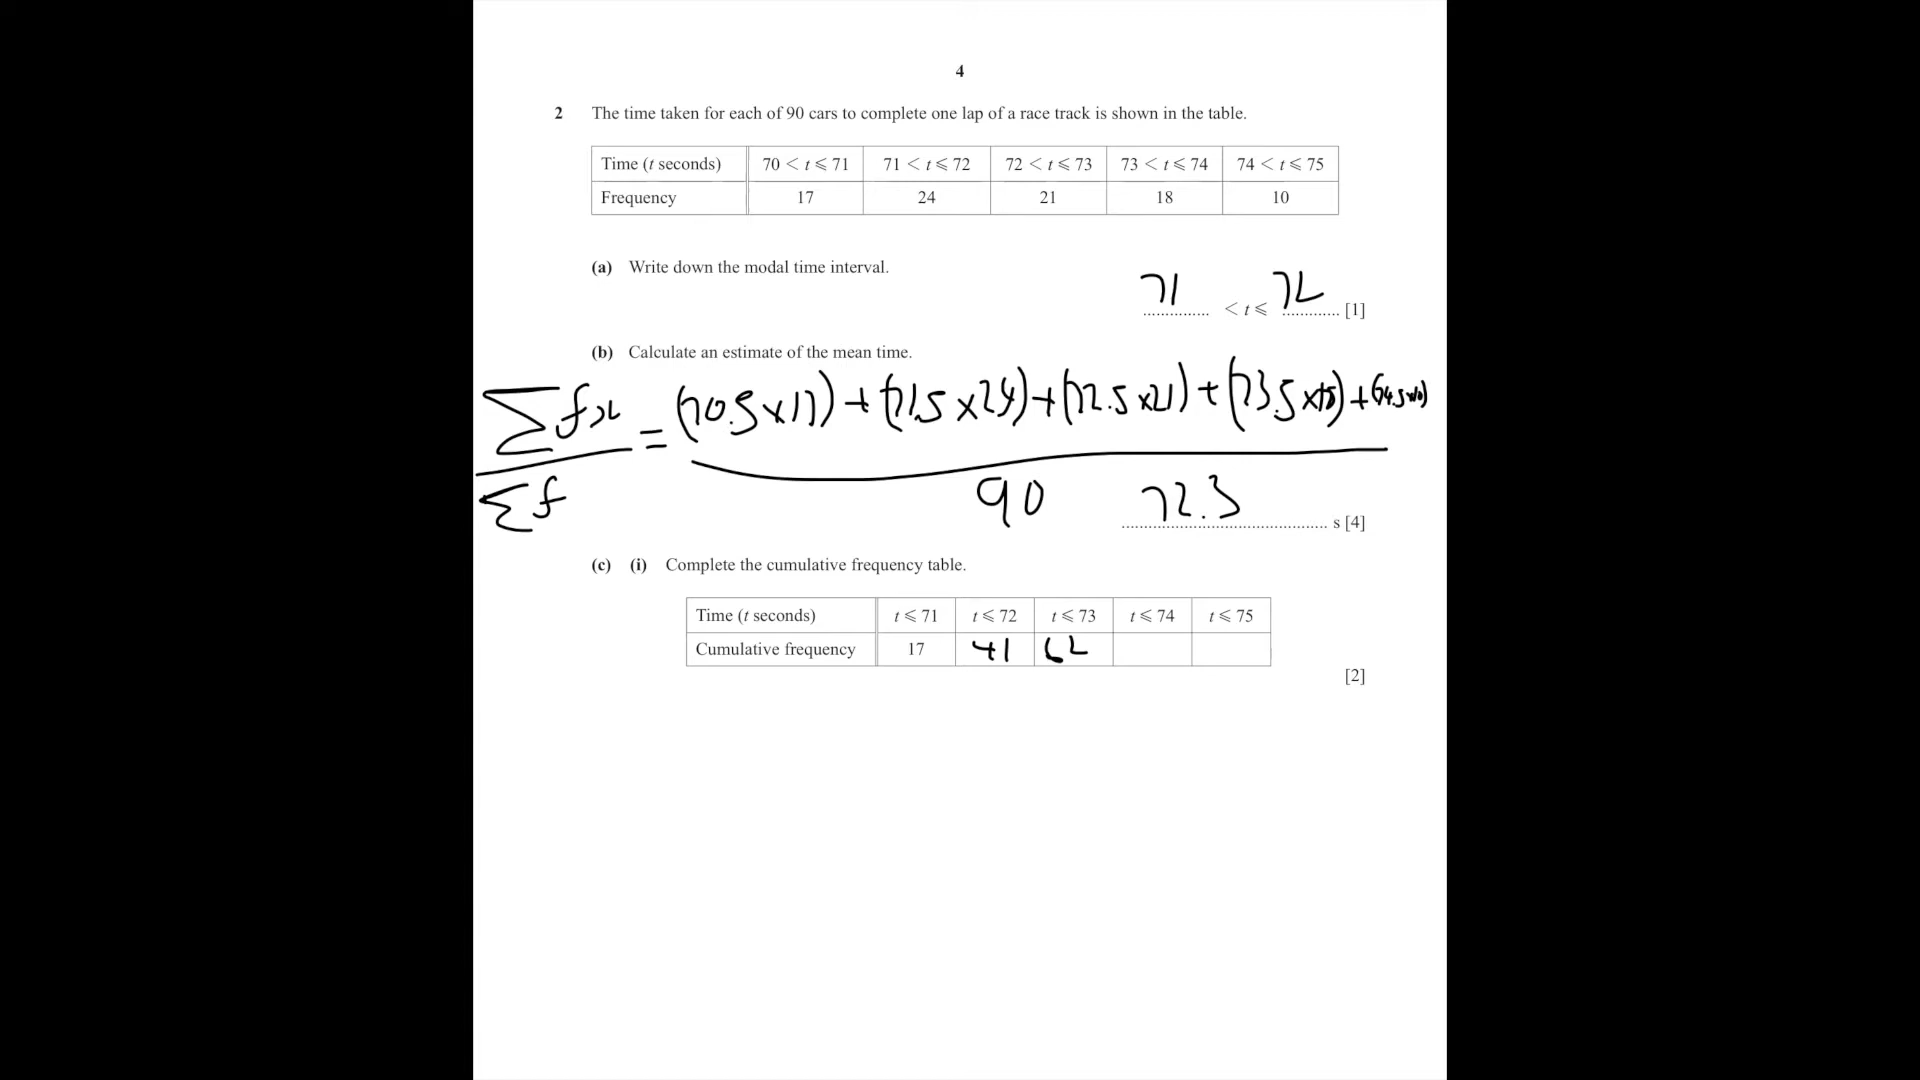 4
2 The time taken for each of 90 cars to complete one lap of a race track is shown in the table.
Time (t seconds) 70 < t ⩽ 71 71 < t ⩽ 72 72 < t ⩽ 73 73 < t ⩽ 74 74 < t ⩽ 75
Frequency 17 24 21 18 10
(a) Write down the modal time interval.
71 < t ⩽ 72 [1]
(b) Calculate an estimate of the mean time.
∑fx = (70.5×17) + (71.5×24) + (72.5×21) + (73.5×18) + (74.5×10)
∑f 90 72.3
s [4]
(c) (i) Complete the cumulative frequency table.
Time (t seconds) t ⩽ 71 t ⩽ 72 t ⩽ 73 t ⩽ 74 t ⩽ 75
Cumulative frequency 17 41 62
[2]